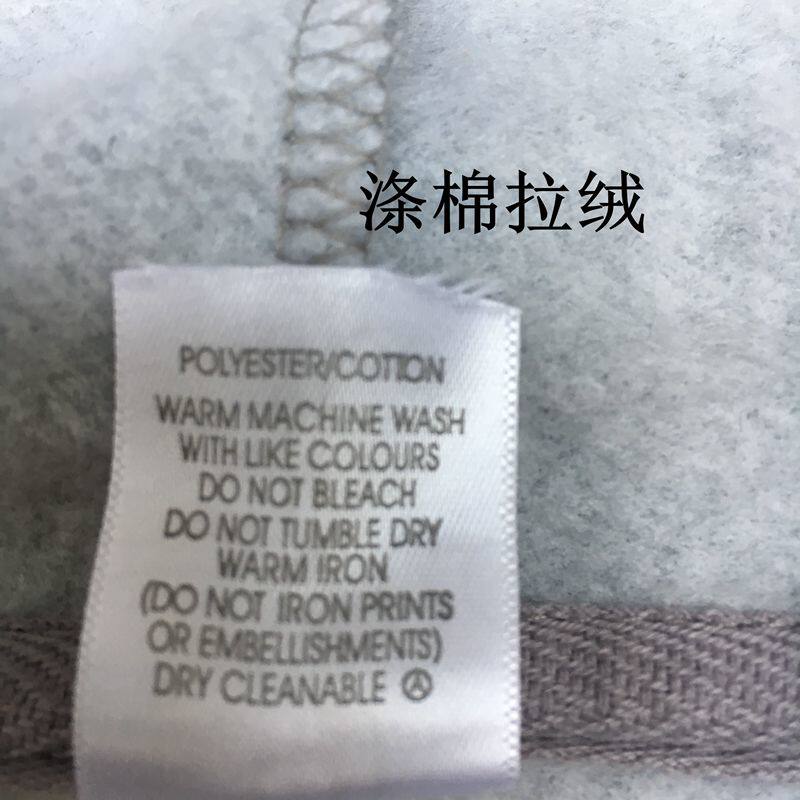 涤棉拉绒
POLYESTER/COTTON
WARM MACHINE WASH
WITH LIKE COLOURS
DO NOT BLEACH
DO NOT TUMBLE DRY
WARM IRON
(DO NOT IRON PRINTS
OR EMBELLISHMENTS)
DRY CLEANABLE Ⓐ